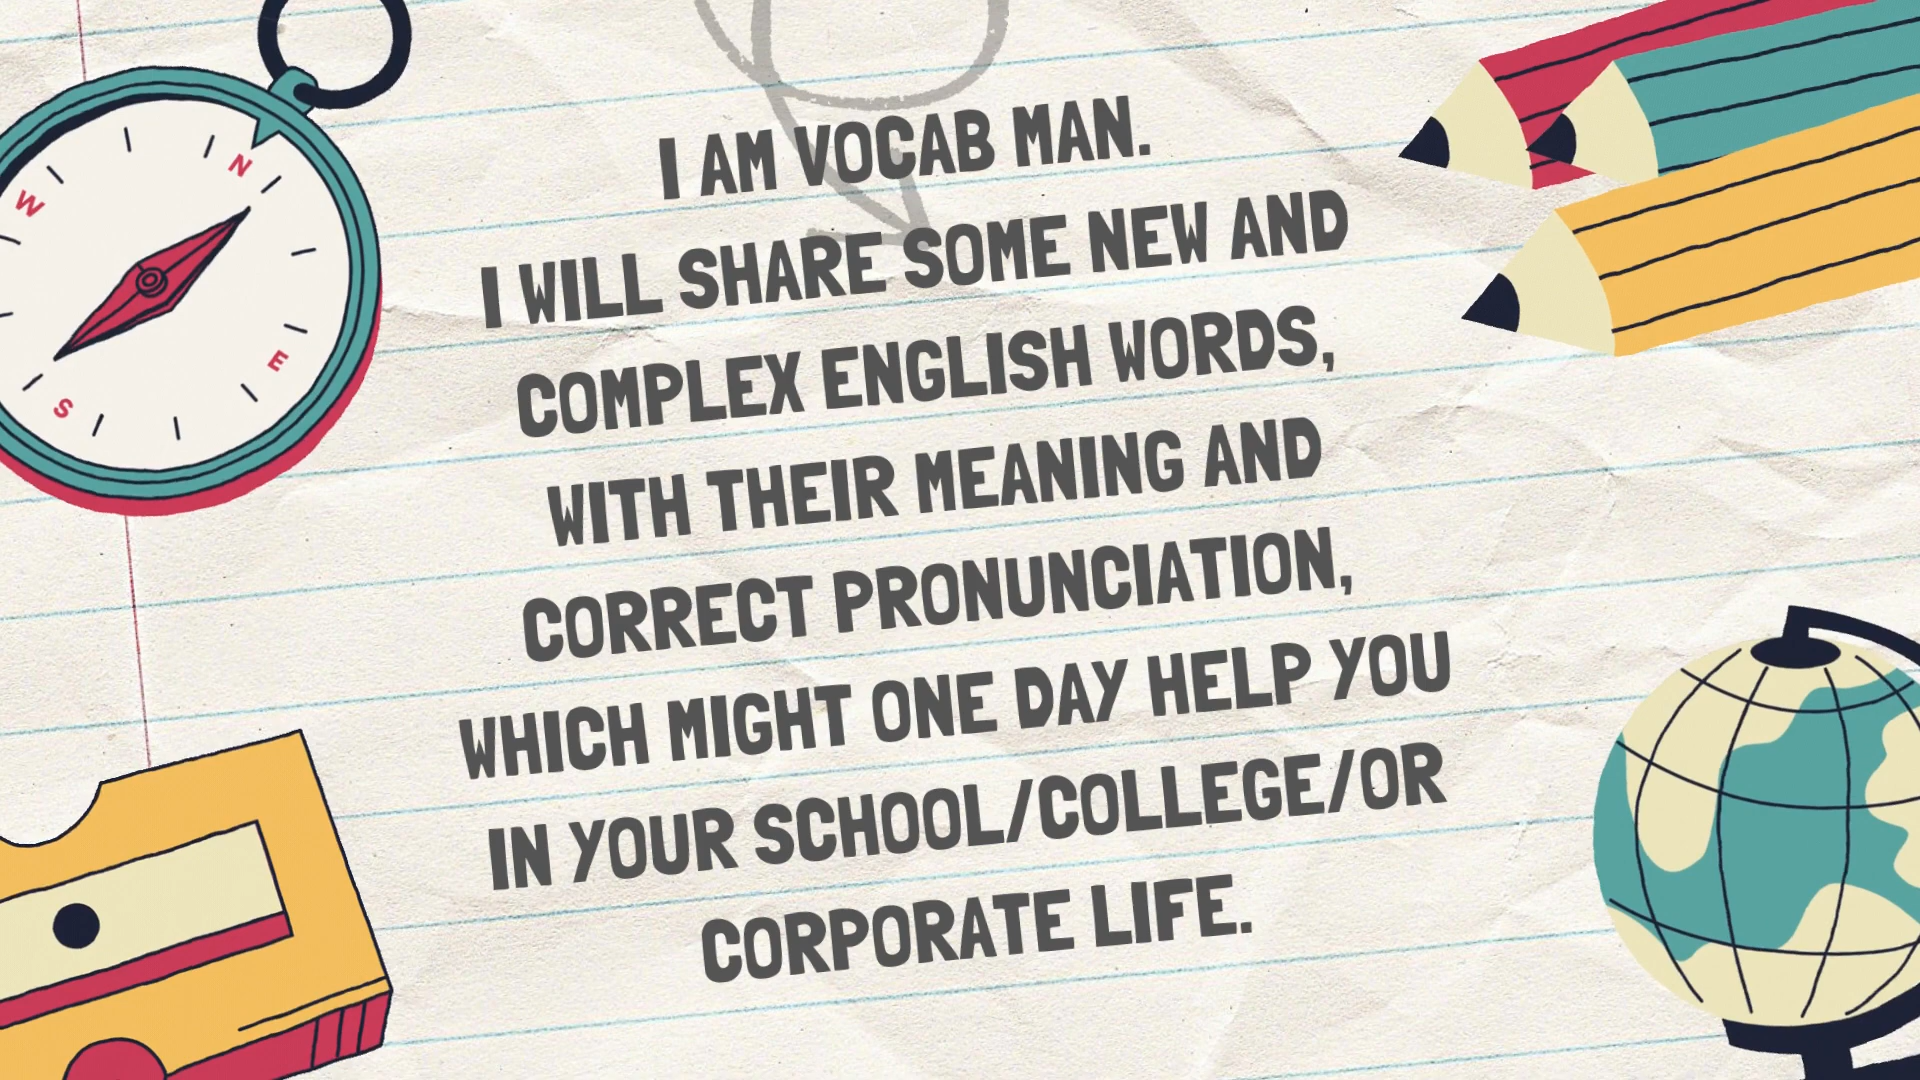 I AM VOCAB MAN.
I WILL SHARE SOME NEW AND
COMPLEX ENGLISH WORDS,
WITH THEIR MEANING AND
CORRECT PRONUNCIATION,
WHICH MIGHT ONE DAY HELP YOU
IN YOUR SCHOOL/COLLEGE/OR
CORPORATE LIFE.
N
W
E
S